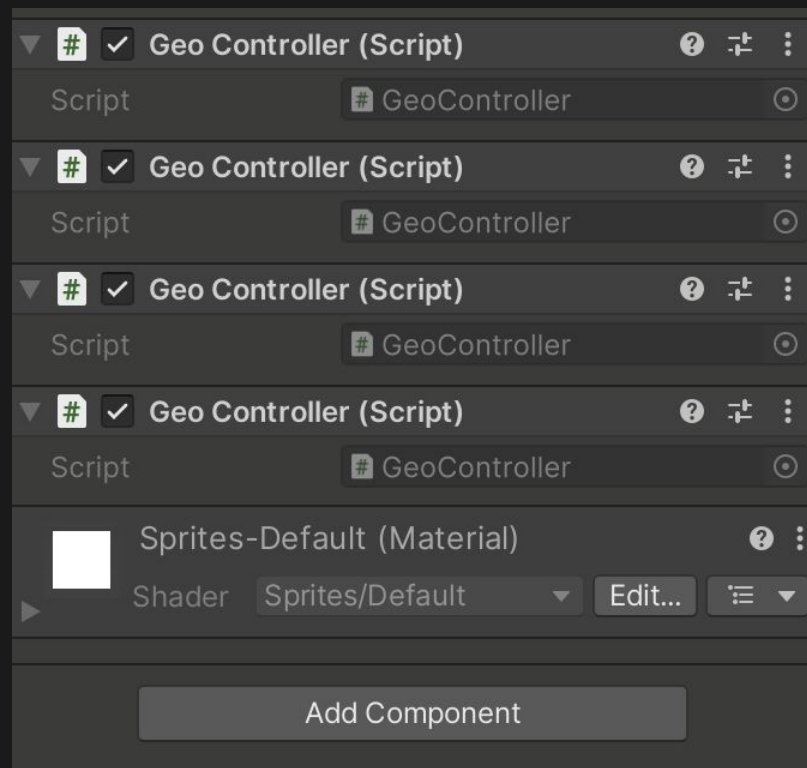 # Geo Controller (Script) ?
Script # GeoController
# Geo Controller (Script) ?
Script # GeoController
# Geo Controller (Script) ?
Script # GeoController
# Geo Controller (Script) ?
Script # GeoController
Sprites-Default (Material) ?
Shader Sprites/Default Edit...
Add Component